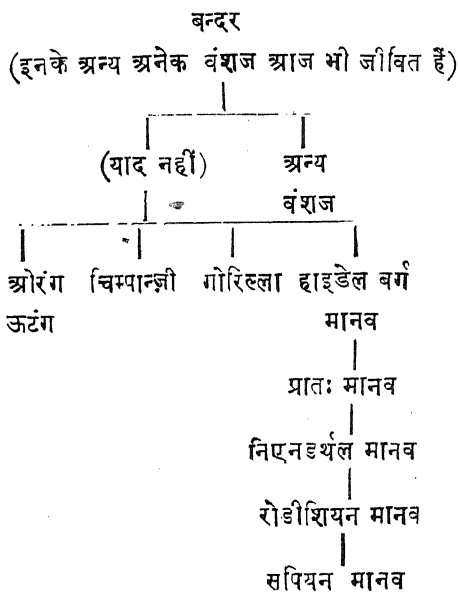 बन्दर
(इनके अन्य अनेक वंशज आज भी जीवित हैं)
(याद नहीं) अन्य
वंशज
ओरंग चिम्पान्ज़ी गोरिल्ला हाइडेल बर्ग
ऊटंग मानव
प्रातः मानव
निएनडर्थल मानव
रोडीशियन मानव
सपियन मानव